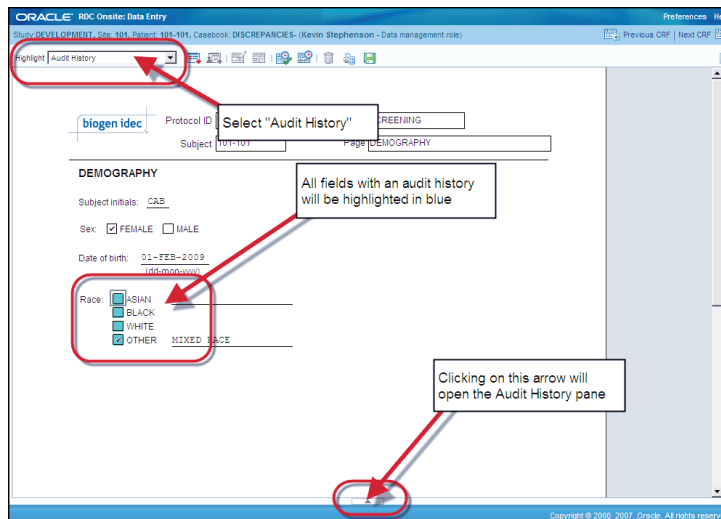 ORACLE RDC Onsite: Data Entry
Preferences
Study:DEVELOPMENT, Site: 101, Patient: 101-101, Casebook: DISCREPANCIES- (Kevin Stephenson - Data management role)
Previous CRF | Next CRF
Highlight Audit History
biogen idec
Protocol ID
Select "Audit History"
Subject 101-101
DEMOGRAPHY
DEMOGRAPHY
All fields with an audit history
will be highlighted in blue
Subject initials: CAB
Sex: FEMALE MALE
Date of birth: 01-FEB-2009
(dd-mon-yyyy)
Race: ASIAN
BLACK
WHITE
OTHER MIXED RACE
Clicking on this arrow will
open the Audit History pane
Copyright © 2000, 2007, Oracle. All rights reserv